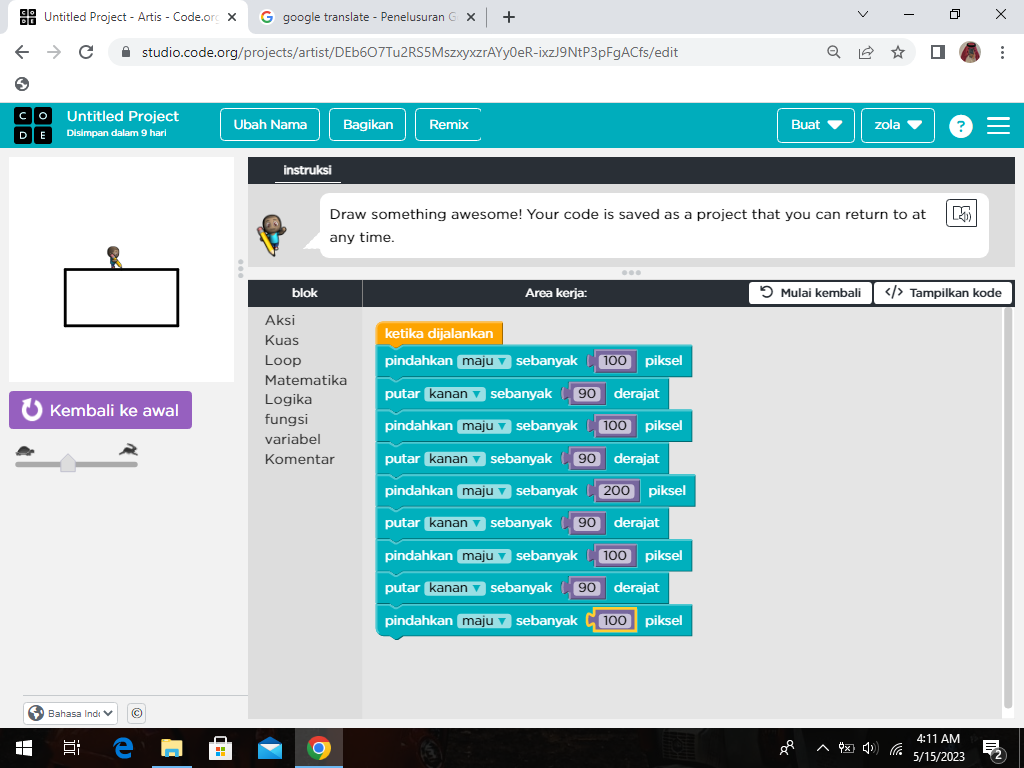 Untitled Project - Artis - Code.org
google translate - Penelusuran G
studio.code.org/projects/artist/DEb6O7Tu2RS5MszxyxzrAYy0eR-ixzJ9NtP3pFgACfs/edit
C O D E
Untitled Project
Disimpan dalam 9 hari
Ubah Nama
Bagikan
Remix
Buat
zola
?
instruksi
Draw something awesome! Your code is saved as a project that you can return to at
any time.
blok
Area kerja:
Mulai kembali
</> Tampilkan kode
Aksi
Kuas
Loop
Matematika
Logika
fungsi
variabel
Komentar
Kembali ke awal
ketika dijalankan
pindahkan maju sebanyak 100 piksel
putar kanan sebanyak 90 derajat
pindahkan maju sebanyak 100 piksel
putar kanan sebanyak 90 derajat
pindahkan maju sebanyak 200 piksel
putar kanan sebanyak 90 derajat
pindahkan maju sebanyak 100 piksel
putar kanan sebanyak 90 derajat
pindahkan maju sebanyak 100 piksel
Bahasa Ind
©
4:11 AM
5/15/2023
2